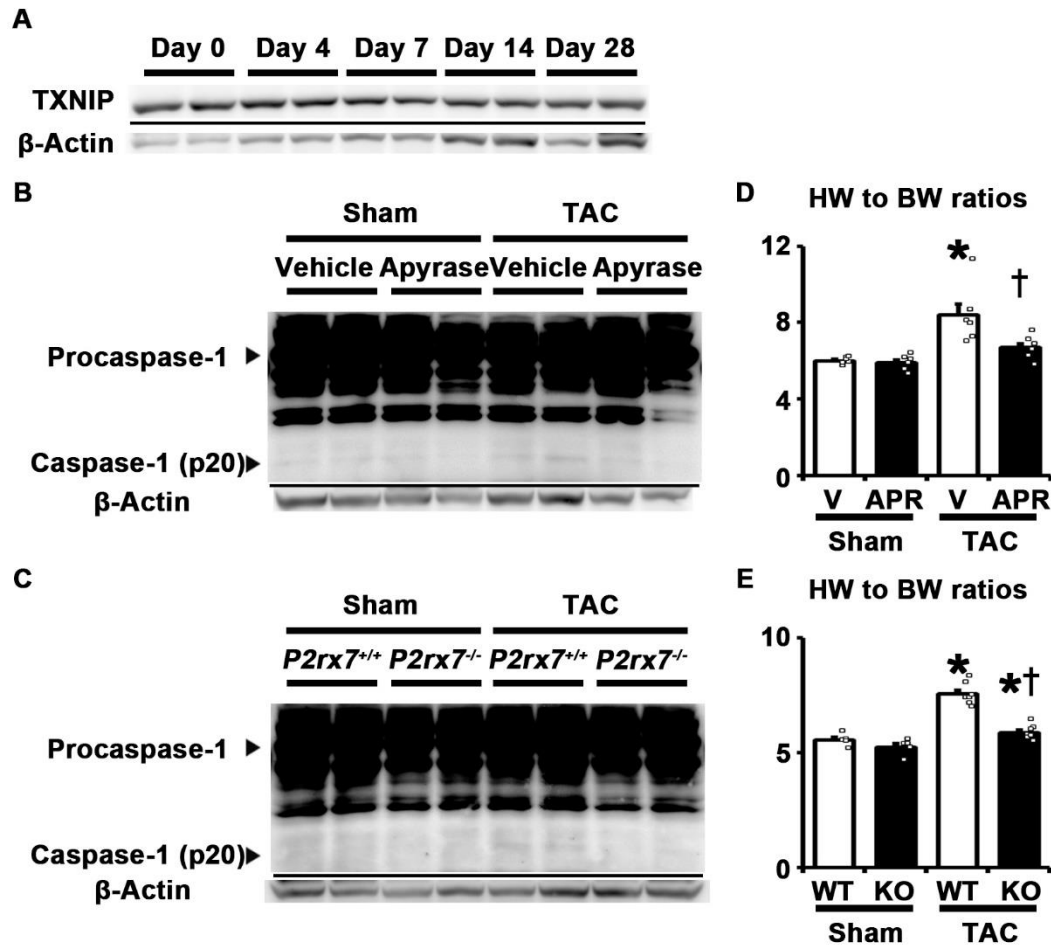 A
Day 0 Day 4 Day 7 Day 14 Day 28
TXNIP
β-Actin
B
Sham TAC
Vehicle Apyrase Vehicle Apyrase
Procaspase-1
Caspase-1 (p20)
β-Actin
C
Sham TAC
P2rx7+/+ P2rx7-/- P2rx7+/+ P2rx7-/-
Procaspase-1
Caspase-1 (p20)
β-Actin
D
HW to BW ratios
12
*
†
8
4
0
V APR V APR
Sham TAC
E
HW to BW ratios
10
*
*†
5
0
WT KO WT KO
Sham TAC